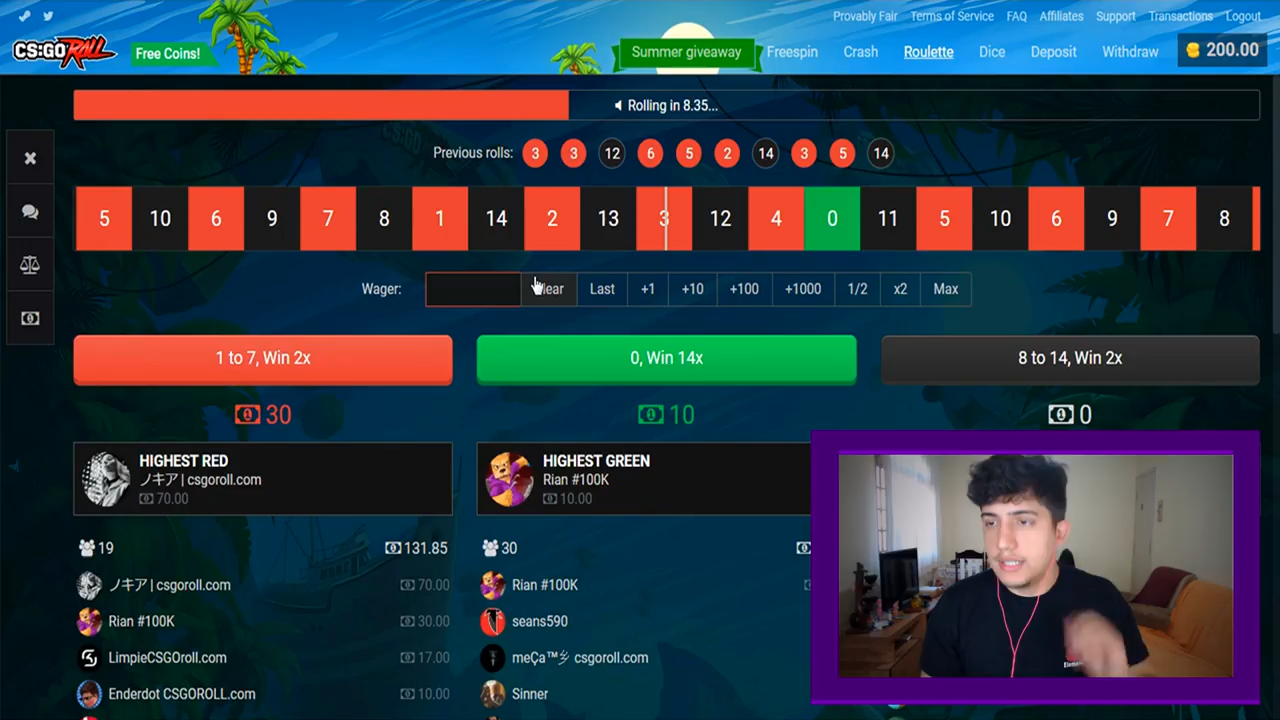 Provably Fair Terms of Service FAQ Affiliates Support Transactions Logout
CS:GO ROLL
Free Coins!
Summer giveaway Freespin Crash Roulette Dice Deposit Withdraw 200.00
Rolling in 8.35...
Previous rolls: 3 3 12 6 5 2 14 3 5 14
5 10 6 9 7 8 1 14 2 13 3 12 4 0 11 5 10 6 9 7 8
Wager: Clear Last +1 +10 +100 +1000 1/2 x2 Max
1 to 7, Win 2x 0, Win 14x 8 to 14, Win 2x
30 10 0
HIGHEST RED
ノキア | csgoroll.com
70.00
HIGHEST GREEN
Rian #100K
10.00
19 131.85
ノキア | csgoroll.com 70.00
Rian #100K 30.00
LimpieCSGOroll.com 17.00
Enderdot CSGOROLL.com 10.00
30
Rian #100K
seans590
meÇa™彡 csgoroll.com
Sinner